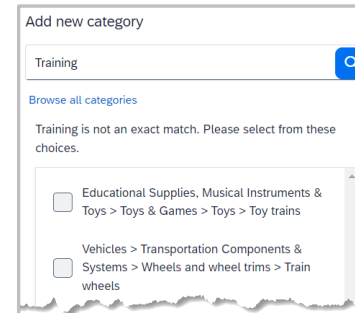 Add new category
Training
Browse all categories
Training is not an exact match. Please select from these
choices.
Educational Supplies, Musical Instruments &
Toys > Toys & Games > Toys > Toy trains
Vehicles > Transportation Components &
Systems > Wheels and wheel trims > Train
wheels